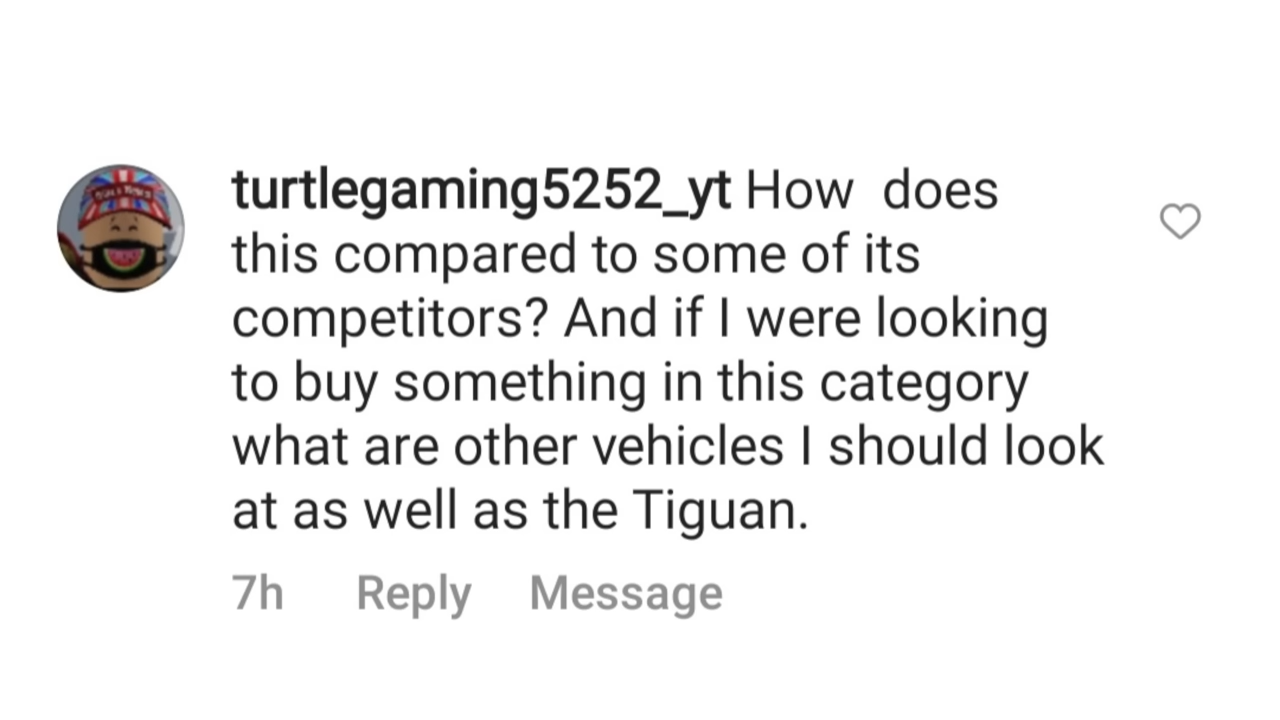 turtlegaming5252_yt How  does
this compared to some of its
competitors? And if I were looking
to buy something in this category
what are other vehicles I should look
at as well as the Tiguan.
7h Reply Message